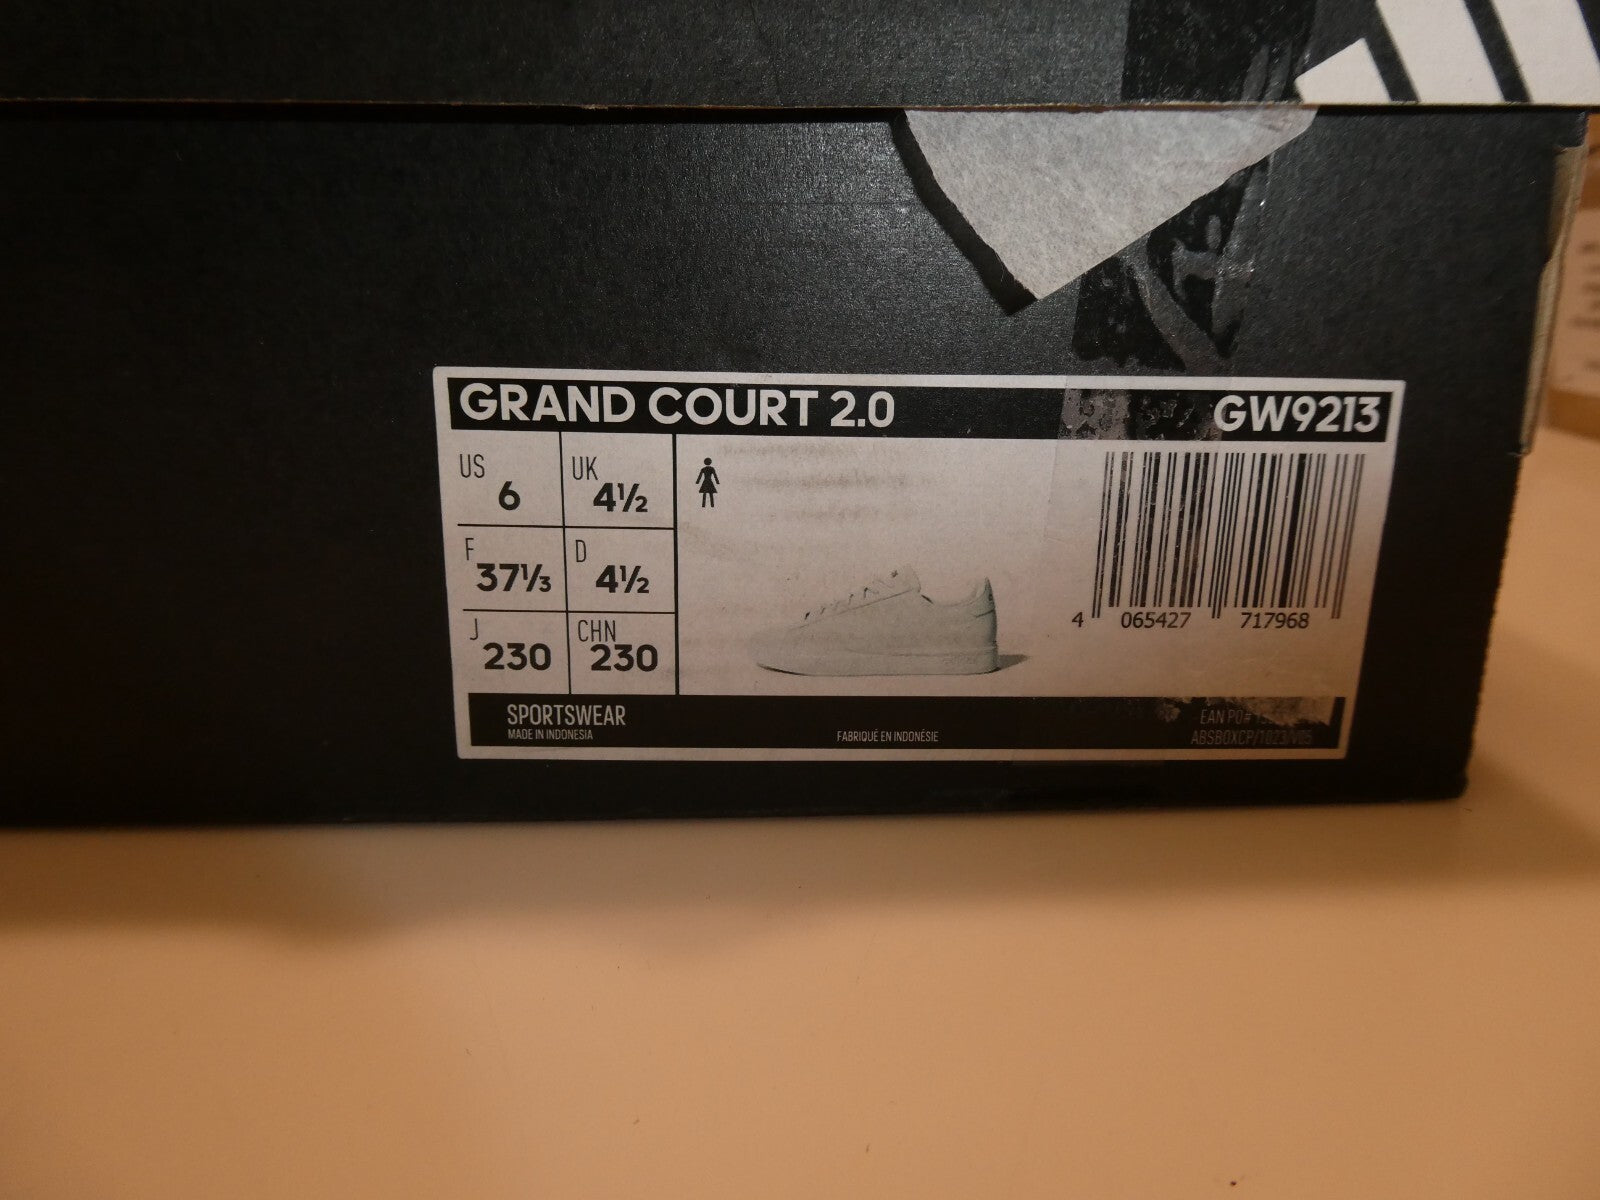 GRAND COURT 2.0 GW9213
US 6 UK 4½
F 37⅓ D 4½
J 230 CHN 230
4 065427 717968
SPORTSWEAR
MADE IN INDONESIA
FABRIQUÉ EN INDONÉSIE
EAN PO#
ABSBOXCP/1023/V05